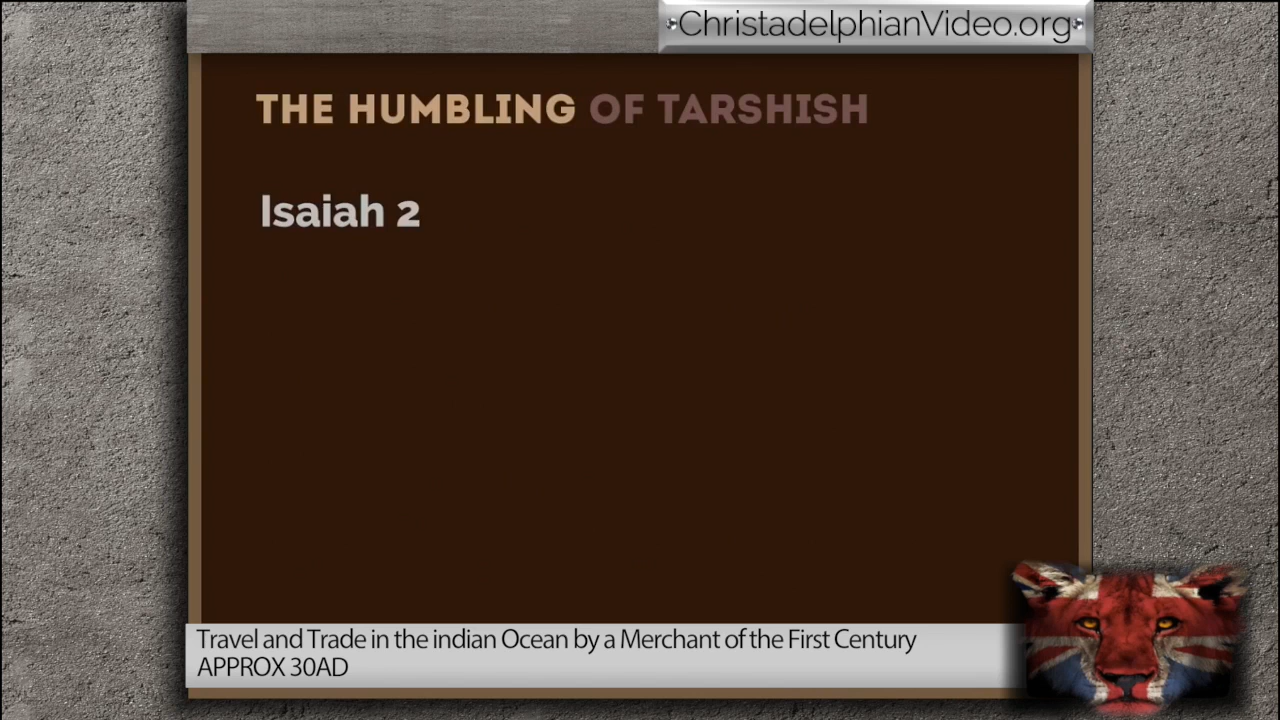 ChristadelphianVideo.org
THE HUMBLING OF TARSHISH
Isaiah 2
Travel and Trade in the indian Ocean by a Merchant of the First Century
APPROX 30AD